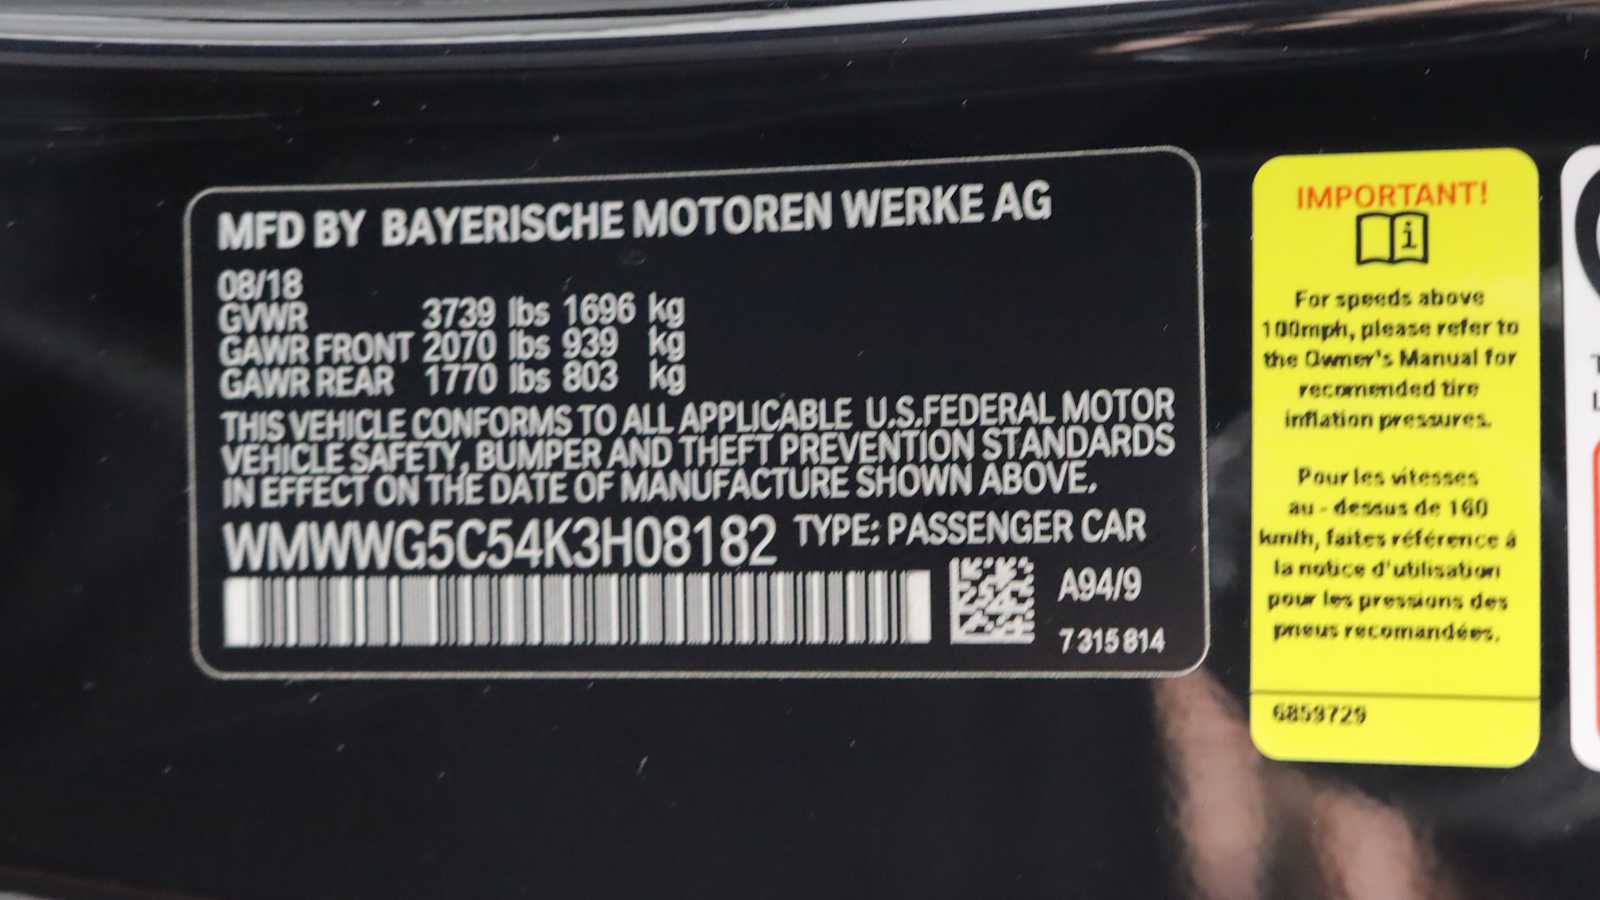 MFD BY BAYERISCHE MOTOREN WERKE AG
08/18
GVWR 3739 lbs 1696 kg
GAWR FRONT 2070 lbs 939 kg
GAWR REAR 1770 lbs 803 kg
THIS VEHICLE CONFORMS TO ALL APPLICABLE U.S.FEDERAL MOTOR
VEHICLE SAFETY, BUMPER AND THEFT PREVENTION STANDARDS
IN EFFECT ON THE DATE OF MANUFACTURE SHOWN ABOVE.
WMWWG5C54K3H08182 TYPE: PASSENGER CAR
A94/9
7 315 814
IMPORTANT!
i
For speeds above
100mph, please refer to
the Owner's Manual for
recomended tire
inflation pressures.
Pour les vitesses
au - dessus de 160
km/h, faites référence à
la notice d'utilisation
pour les pressions des
pneus recomandées.
6859729